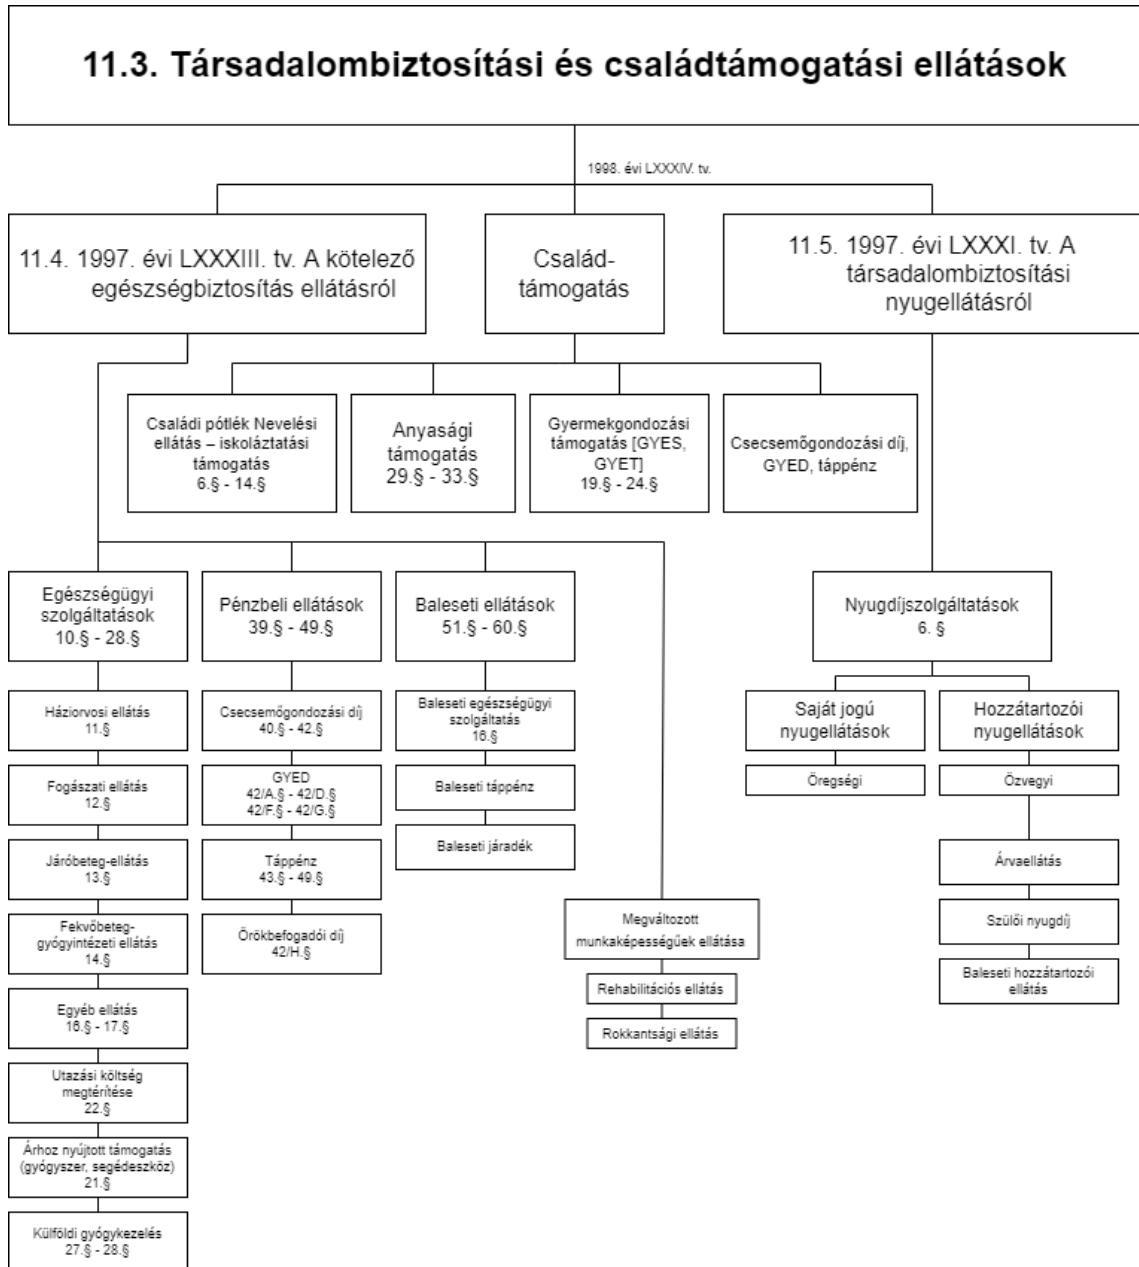 11.3. Társadalombiztosítási és családtámogatási ellátások
1998. évi LXXXIV. tv.
11.4. 1997. évi LXXXIII. tv. A kötelező
egészségbiztosítás ellátásról
Család-
támogatás
11.5. 1997. évi LXXXI. tv. A
társadalombiztosítási
nyugellátásról
Családi pótlék Nevelési
ellátás – iskoláztatási
támogatás
6.§ - 14.§
Anyasági
támogatás
29.§ - 33.§
Gyermekgondozási
támogatás [GYES,
GYET]
19.§ - 24.§
Csecsemőgondozási díj,
GYED, táppénz
Egészségügyi
szolgáltatások
10.§ - 28.§
Háziorvosi ellátás
11.§
Fogászati ellátás
12.§
Járóbeteg-ellátás
13.§
Fekvőbeteg-
gyógyintézeti ellátás
14.§
Egyéb ellátás
16.§ - 17.§
Utazási költség
megtérítése
22.§
Árhoz nyújtott támogatás
(gyógyszer, segédeszköz)
21.§
Külföldi gyógykezelés
27.§ - 28.§
Pénzbeli ellátások
39.§ - 49.§
Csecsemőgondozási díj
40.§ - 42.§
GYED
42/A.§ - 42/D.§
42/F.§ - 42/G.§
Táppénz
43.§ - 49.§
Örökbefogadói díj
42/H.§
Baleseti ellátások
51.§ - 60.§
Baleseti egészségügyi
szolgáltatás
16.§
Baleseti táppénz
Baleseti járadék
Megváltozott
munkaképességűek ellátása
Rehabilitációs ellátás
Rokkantsági ellátás
Nyugdíjszolgáltatások
6. §
Saját jogú
nyugellátások
Öregségi
Hozzátartozói
nyugellátások
Özvegyi
Árvaellátás
Szülői nyugdíj
Baleseti hozzátartozói
ellátás